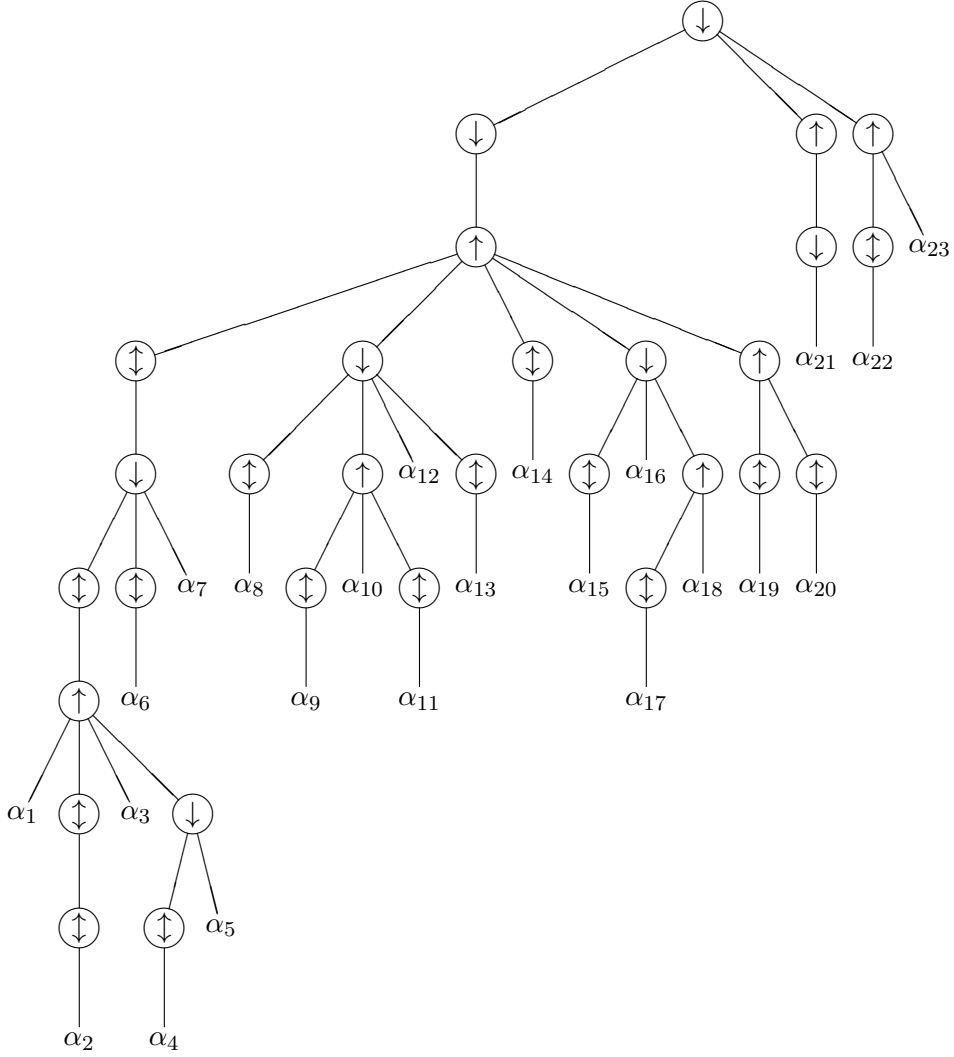 ↓
↓ ↑ ↑
↑ ↓ ↕ α₂₃
↕ ↓ ↕ ↓ ↑ α₂₁ α₂₂
↓ ↕ ↑ α₁₂ ↕ α₁₄ ↕ α₁₆ ↑ ↕ ↕
↕ ↕ α₇ α₈ ↕ α₁₀ ↕ α₁₃ α₁₅ ↕ α₁₈ α₁₉ α₂₀
↑ α₆ α₉ α₁₁ α₁₇
α₁ ↕ α₃ ↓
↕ ↕ α₅
α₂ α₄